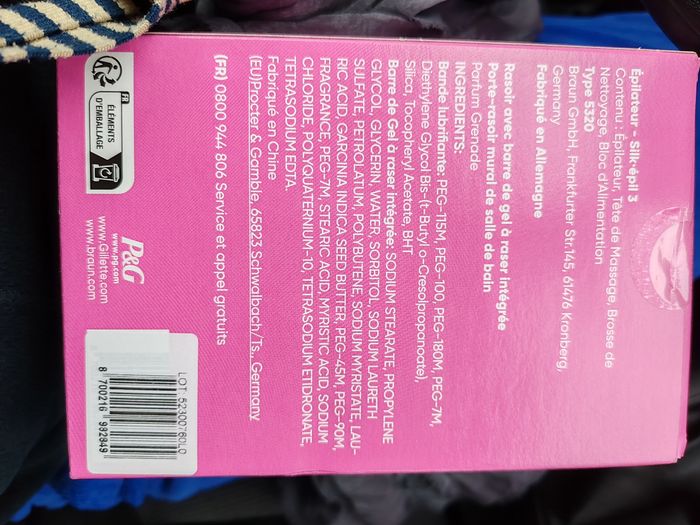 Épilateur - Silk·épil 3
Contenu : Épilateur, Tête de Massage, Brosse de
Nettoyage, Bloc d'Alimentation
Type 5320
Braun GmbH, Frankfurter Str. 145, 61476 Kronberg,
Germany
Fabriqué en Allemagne
Rasoir avec barre de gel à raser intégrée
Porte-rasoir mural de salle de bain
Parfum Grenade
INGREDIENTS:
Bande lubrifiante: PEG-115M, PEG-100, PEG-180M, PEG-7M,
Diethylene Glycol Bis-(t-Butyl o-Cresolpropanoate),
Silica, Tocopheryl Acetate, BHT
Barre de Gel à raser intégrée: SODIUM STEARATE, PROPYLENE
GLYCOL, GLYCERIN, WATER, SORBITOL, SODIUM LAURETH
SULFATE, PETROLATUM, POLYBUTENE, SODIUM MYRISTATE, LAU-
RIC ACID, GARCINIA INDICA SEED BUTTER, PEG-45M, PEG-90M,
FRAGRANCE, PEG-7M, STEARIC ACID, MYRISTIC ACID, SODIUM
CHLORIDE, POLYQUATERNIUM-10, TETRASODIUM ETIDRONATE,
TETRASODIUM EDTA.
Fabriqué en Chine
(EU)Procter & Gamble, 65823 Schwalbach/Ts., Germany
(FR) 0800 944 806 Service et appel gratuits
FR
ÉLÉMENTS
D'EMBALLAGE
P&G
www.pg.com
www.Gillette.com
www.braun.com
LOT: 52300760L0
8 700216 982849